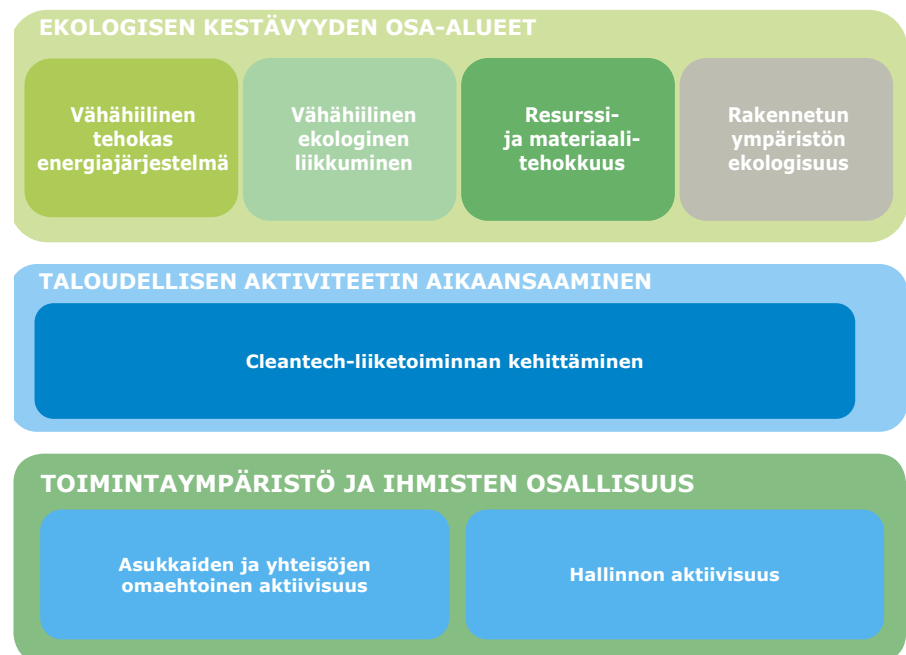 EKOLOGISEN KESTÄVYYDEN OSA-ALUEET
Vähähiilinen
tehokas
energiajärjestelmä
Vähähiilinen
ekologinen
liikkuminen
Resurssi-
ja materiaali-
tehokkuus
Rakennetun
ympäristön
ekologisuus
TALOUDELLISEN AKTIVITEETIN AIKAANSAAMINEN
Cleantech-liiketoiminnan kehittäminen
TOIMINTAYMPÄRISTÖ JA IHMISTEN OSALLISUUS
Asukkaiden ja yhteisöjen
omaehtoinen aktiivisuus
Hallinnon aktiivisuus